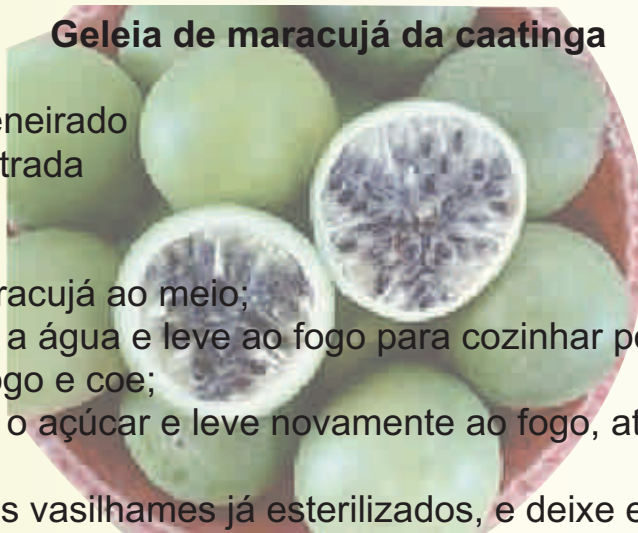 Geleia de maracujá da caatinga
eneirado
trada
racujá ao meio;
a água e leve ao fogo para cozinhar po
ogo e coe;
o açúcar e leve novamente ao fogo, at
s vasilhames já esterilizados, e deixe e